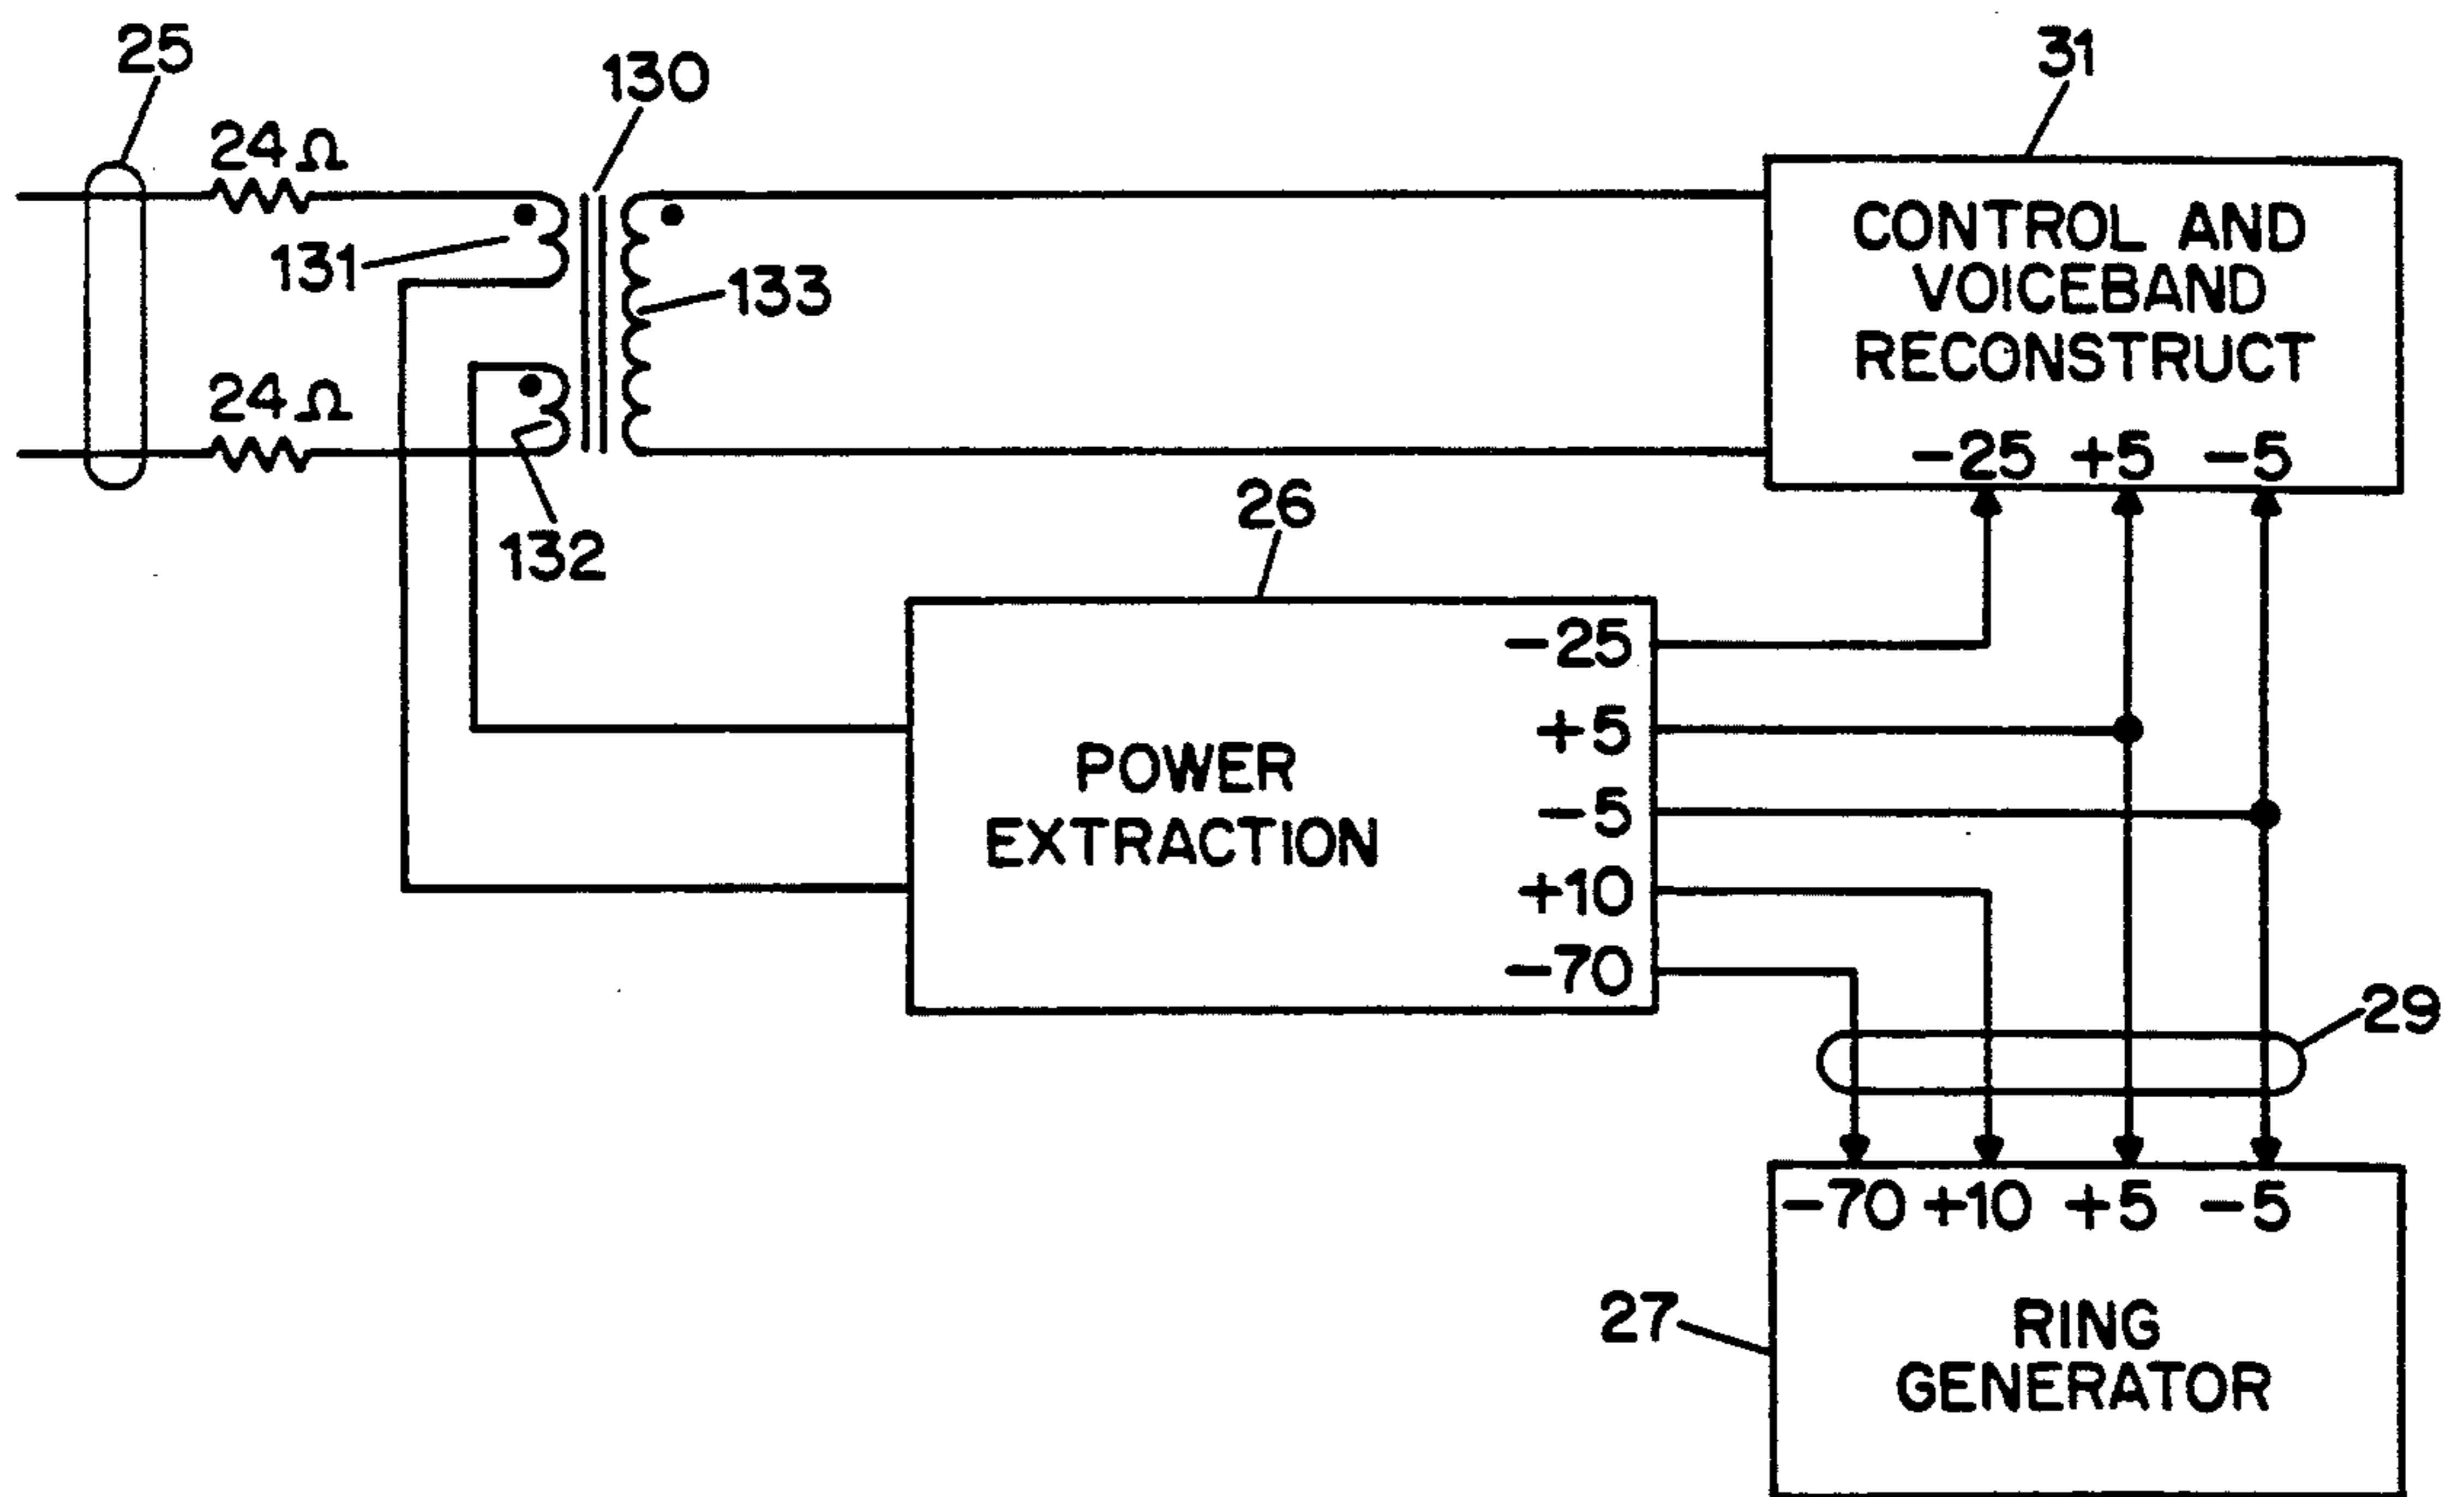 25
130
31
24Ω
131
133
24Ω
132
CONTROL AND
VOICEBAND
RECONSTRUCT
−25 +5 −5
26
POWER
EXTRACTION
−25
+5
−5
+10
−70
29
27
−70 +10 +5 −5
RING
GENERATOR